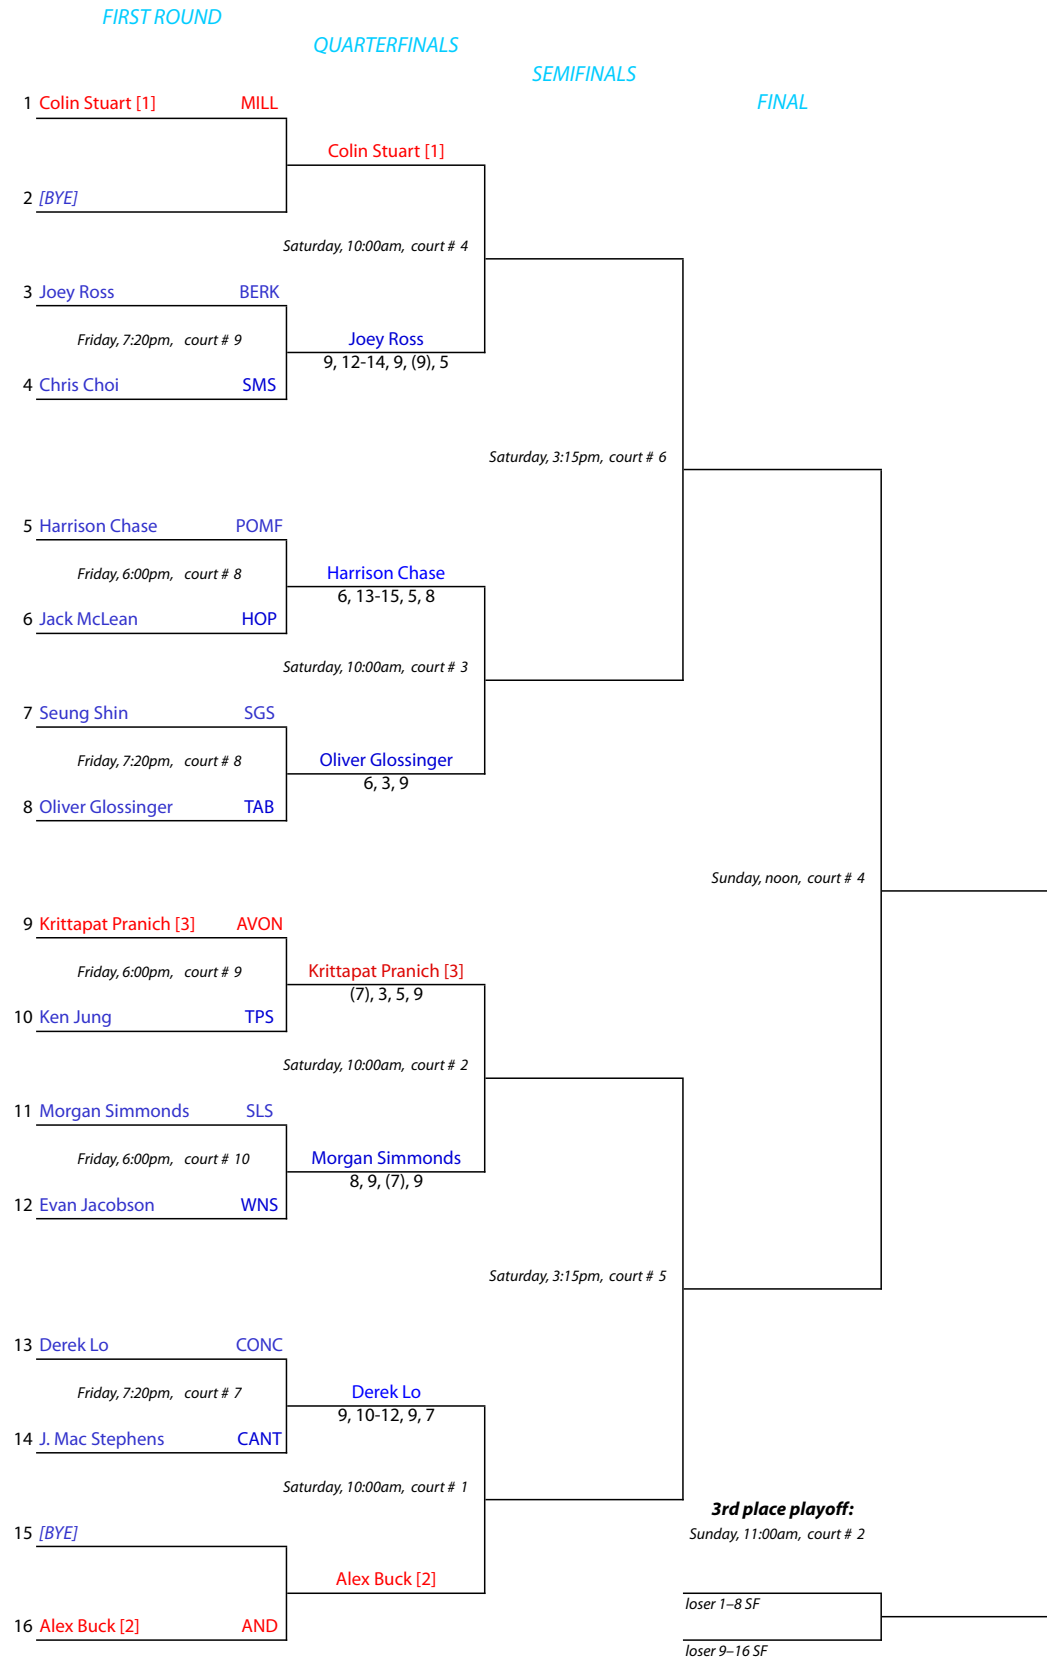 FIRST ROUND
QUARTERFINALS
SEMIFINALS
FINAL
1 Colin Stuart [1] MILL
Colin Stuart [1]
2 [BYE]
Saturday, 10:00am, court # 4
3 Joey Ross BERK
Friday, 7:20pm, court # 9
Joey Ross
9, 12-14, 9, (9), 5
4 Chris Choi SMS
Saturday, 3:15pm, court # 6
5 Harrison Chase POMF
Friday, 6:00pm, court # 8
Harrison Chase
6, 13-15, 5, 8
6 Jack McLean HOP
Saturday, 10:00am, court # 3
7 Seung Shin SGS
Friday, 7:20pm, court # 8
Oliver Glossinger
6, 3, 9
8 Oliver Glossinger TAB
Sunday, noon, court # 4
9 Krittapat Pranich [3] AVON
Friday, 6:00pm, court # 9
Krittapat Pranich [3]
(7), 3, 5, 9
10 Ken Jung TPS
Saturday, 10:00am, court # 2
11 Morgan Simmonds SLS
Friday, 6:00pm, court # 10
Morgan Simmonds
8, 9, (7), 9
12 Evan Jacobson WNS
Saturday, 3:15pm, court # 5
13 Derek Lo CONC
Friday, 7:20pm, court # 7
Derek Lo
9, 10-12, 9, 7
14 J. Mac Stephens CANT
Saturday, 10:00am, court # 1
3rd place playoff:
15 [BYE]
Sunday, 11:00am, court # 2
Alex Buck [2]
loser 1–8 SF
16 Alex Buck [2] AND
loser 9–16 SF